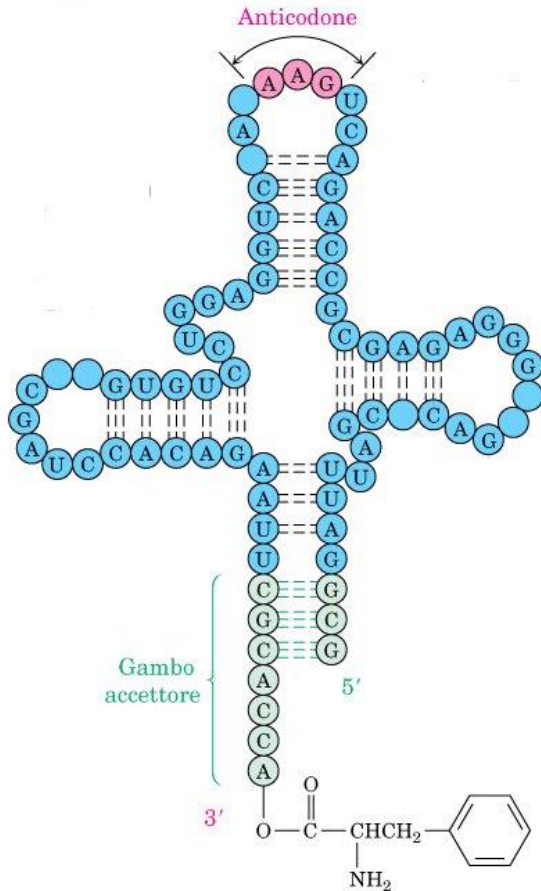 Anticodone
A A G
A U
C
A
C G
U A
G C
G C
G G A G
U C C
C G A G A G G G
C G U G U C
G A U C C A C A G
G C C A G
A U
A U
A U
U A
U G
C G
G C
C G
A
C
C
A
Gambo
accettore
5′
3′
O
O—C—CHCH₂
NH₂